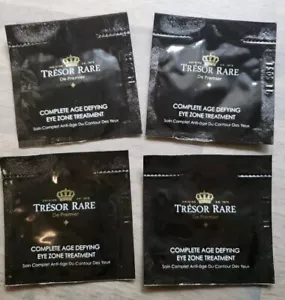 TRÉSOR RARE
De Premier
COMPLETE AGE DEFYING
EYE ZONE TREATMENT
Soin Complet Anti-âge Du Contour Des Yeux
TRÉSOR RARE
De Premier
COMPLETE AGE DEFYING
EYE ZONE TREATMENT
Soin Complet Anti-âge Du Contour Des Yeux
TRÉSOR RARE
De Premier
COMPLETE AGE DEFYING
EYE ZONE TREATMENT
Soin Complet Anti-âge Du Contour Des Yeux
TRÉSOR RARE
De Premier
COMPLETE AGE DEFYING
EYE ZONE TREATMENT
Soin Complet Anti-âge Du Contour Des Yeux